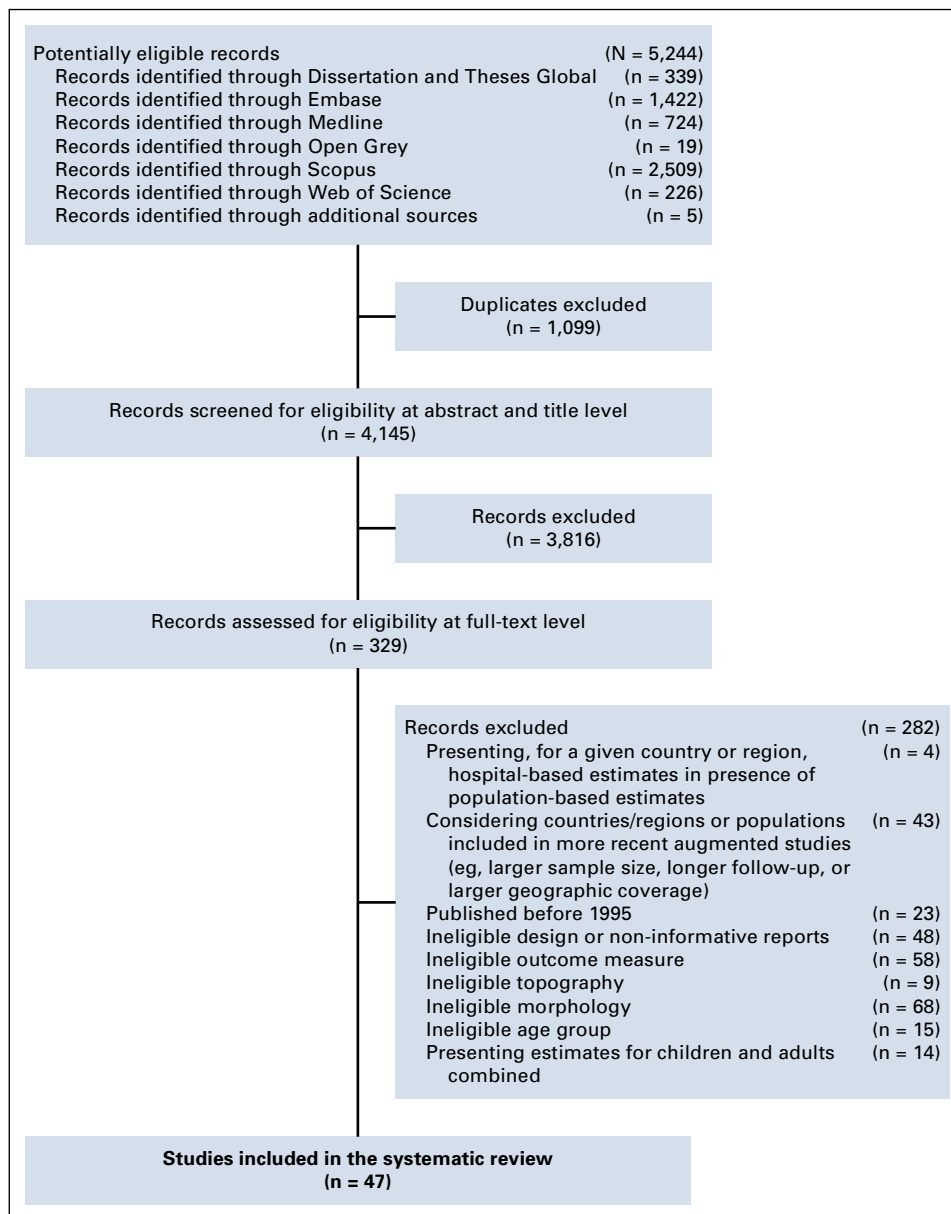 Potentially eligible records (N = 5,244)
Records identified through Dissertation and Theses Global (n = 339)
Records identified through Embase (n = 1,422)
Records identified through Medline (n = 724)
Records identified through Open Grey (n = 19)
Records identified through Scopus (n = 2,509)
Records identified through Web of Science (n = 226)
Records identified through additional sources (n = 5)
Duplicates excluded
(n = 1,099)
Records screened for eligibility at abstract and title level
(n = 4,145)
Records excluded
(n = 3,816)
Records assessed for eligibility at full-text level
(n = 329)
Records excluded (n = 282)
Presenting, for a given country or region, (n = 4)
hospital-based estimates in presence of
population-based estimates
Considering countries/regions or populations (n = 43)
included in more recent augmented studies
(eg, larger sample size, longer follow-up, or
larger geographic coverage)
Published before 1995 (n = 23)
Ineligible design or non-informative reports (n = 48)
Ineligible outcome measure (n = 58)
Ineligible topography (n = 9)
Ineligible morphology (n = 68)
Ineligible age group (n = 15)
Presenting estimates for children and adults (n = 14)
combined
Studies included in the systematic review
(n = 47)